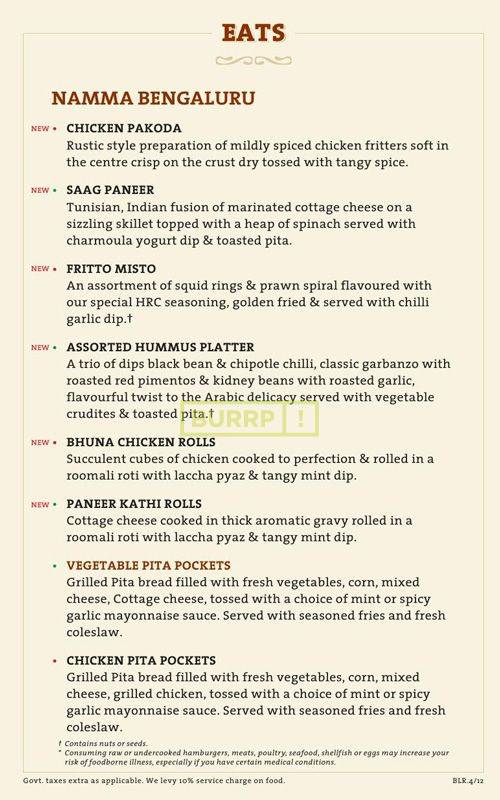 EATS
NAMMA BENGALURU
NEW • CHICKEN PAKODA
Rustic style preparation of mildly spiced chicken fritters soft in
the centre crisp on the crust dry tossed with tangy spice.
NEW • SAAG PANEER
Tunisian, Indian fusion of marinated cottage cheese on a
sizzling skillet topped with a heap of spinach served with
charmoula yogurt dip & toasted pita.
NEW • FRITTO MISTO
An assortment of squid rings & prawn spiral flavoured with
our special HRC seasoning, golden fried & served with chilli
garlic dip.†
NEW • ASSORTED HUMMUS PLATTER
A trio of dips black bean & chipotle chilli, classic garbanzo with
roasted red pimentos & kidney beans with roasted garlic,
flavourful twist to the Arabic delicacy served with vegetable
crudites & toasted pita.†
BURRP !
NEW • BHUNA CHICKEN ROLLS
Succulent cubes of chicken cooked to perfection & rolled in a
roomali roti with laccha pyaz & tangy mint dip.
NEW • PANEER KATHI ROLLS
Cottage cheese cooked in thick aromatic gravy rolled in a
roomali roti with laccha pyaz & tangy mint dip.
• VEGETABLE PITA POCKETS
Grilled Pita bread filled with fresh vegetables, corn, mixed
cheese, Cottage cheese, tossed with a choice of mint or spicy
garlic mayonnaise sauce. Served with seasoned fries and fresh
coleslaw.
• CHICKEN PITA POCKETS
Grilled Pita bread filled with fresh vegetables, corn, mixed
cheese, grilled chicken, tossed with a choice of mint or spicy
garlic mayonnaise sauce. Served with seasoned fries and fresh
coleslaw.
† Contains nuts or seeds.
* Consuming raw or undercooked hamburgers, meats, poultry, seafood, shellfish or eggs may increase your
risk of foodborne illness, especially if you have certain medical conditions.
Govt. taxes extra as applicable. We levy 10% service charge on food.
BLR.4/12